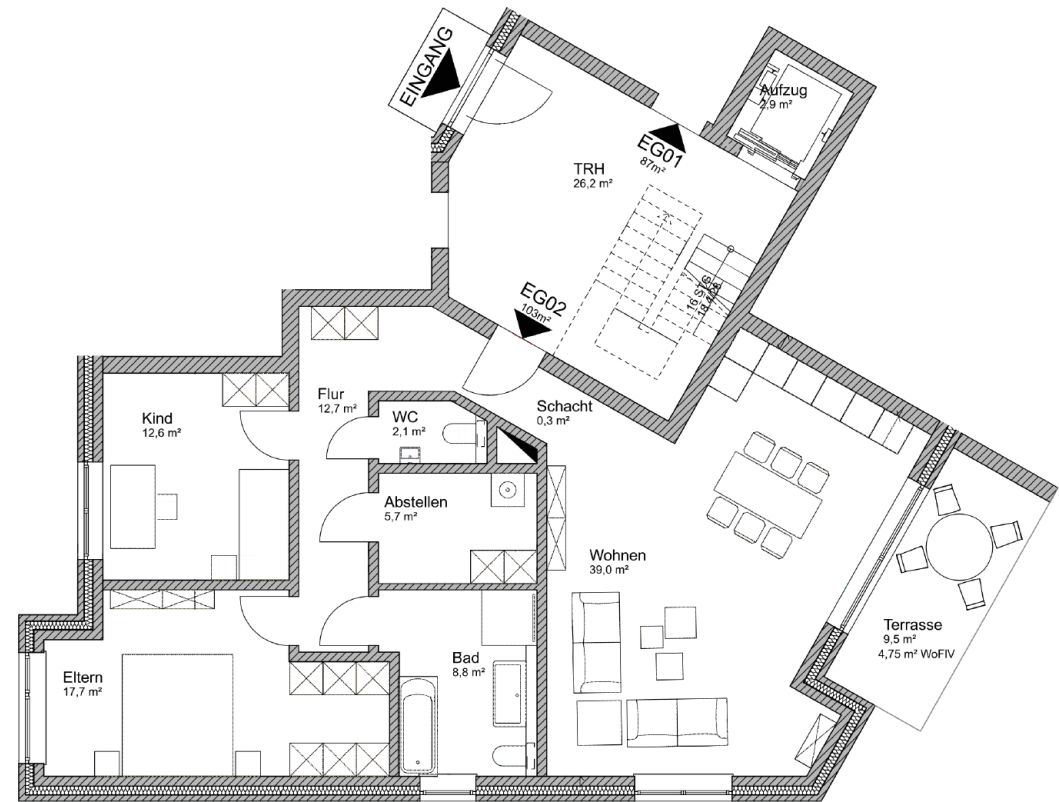 EINGANG
Aufzug
2,9 m²
EG01
87m²
TRH
26,2 m²
EG02
103m²
Flur
12,7 m²
Kind
12,6 m²
WC
2,1 m²
Schacht
0,3 m²
Abstellen
5,7 m²
Wohnen
39,0 m²
Terrasse
9,5 m²
4,75 m² WoFIV
Bad
8,8 m²
Eltern
17,7 m²